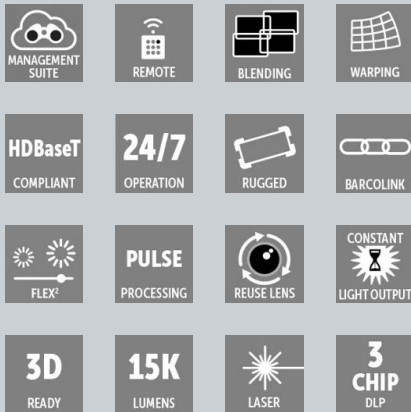 MANAGEMENT
SUITE
REMOTE
BLENDING
WARPING
HDBaseT
COMPLIANT
24/7
OPERATION
RUGGED
BARCOLINK
FLEX²
PULSE
PROCESSING
REUSE LENS
CONSTANT
LIGHT OUTPUT
3D
READY
15K
LUMENS
LASER
3
CHIP
DLP